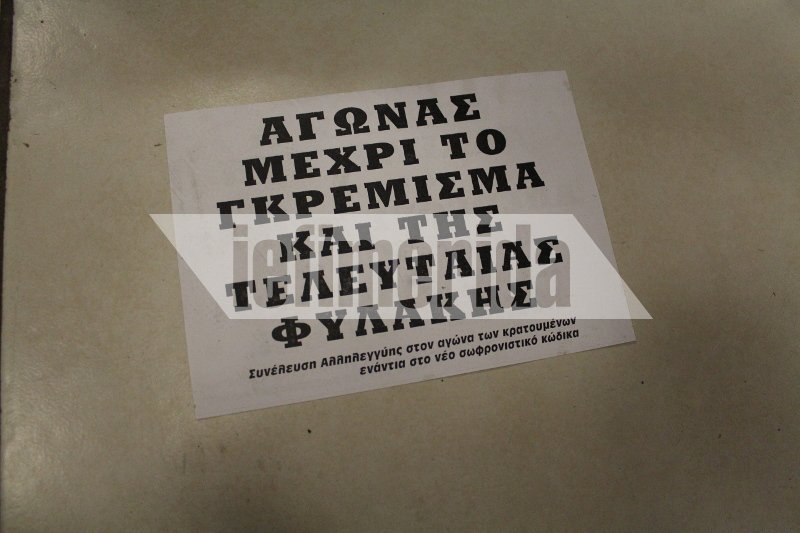 ΑΓΩΝΑΣ
ΜΕΧΡΙ ΤΟ
ΓΚΡΕΜΙΣΜΑ
ΚΑΙ ΤΗΣ
ΤΕΛΕΥΤΑΙΑΣ
ΦΥΛΑΚΗΣ
Συνέλευση Αλληλεγγύης στον αγώνα των κρατουμένων
ενάντια στο νέο σωφρονιστικό κώδικα
iefimerida